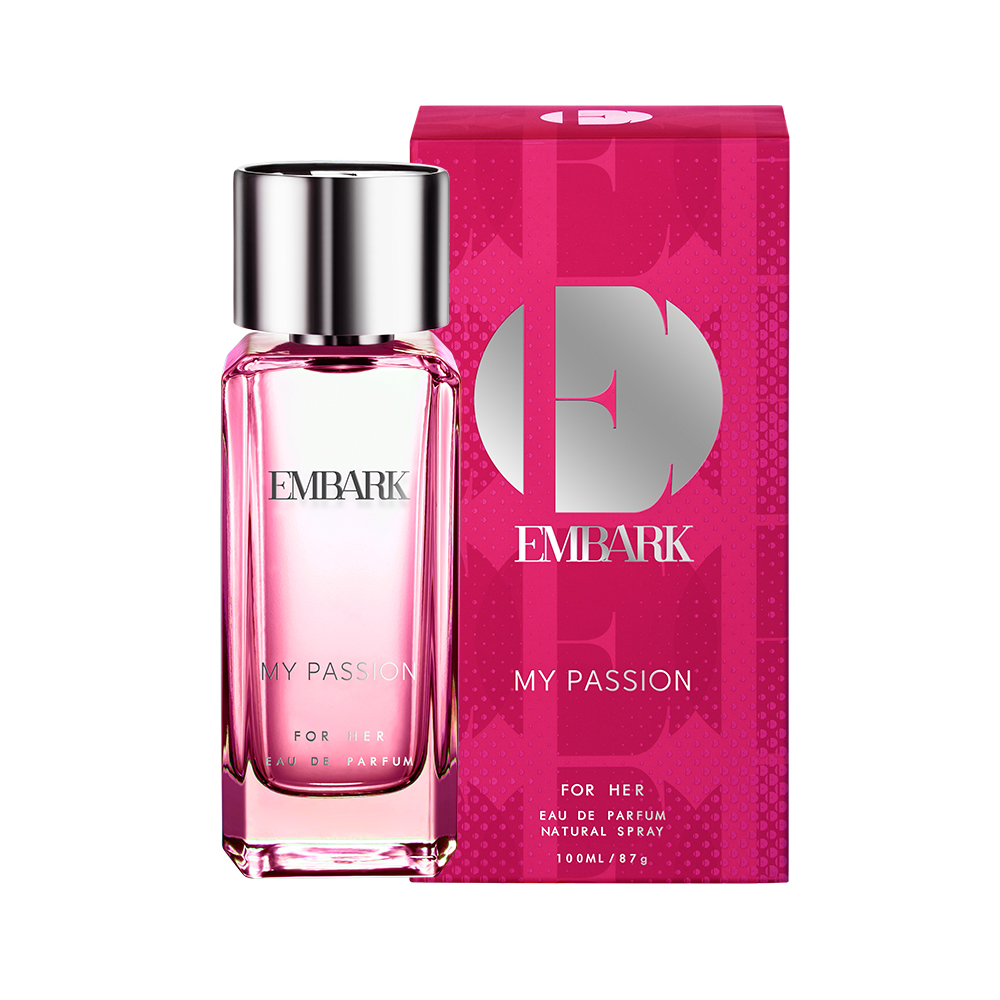 EMBARK
MY PASSION
FOR HER
EAU DE PARFUM
E
E
EMBARK
MY PASSION
FOR HER
EAU DE PARFUM
NATURAL SPRAY
100ML/87g